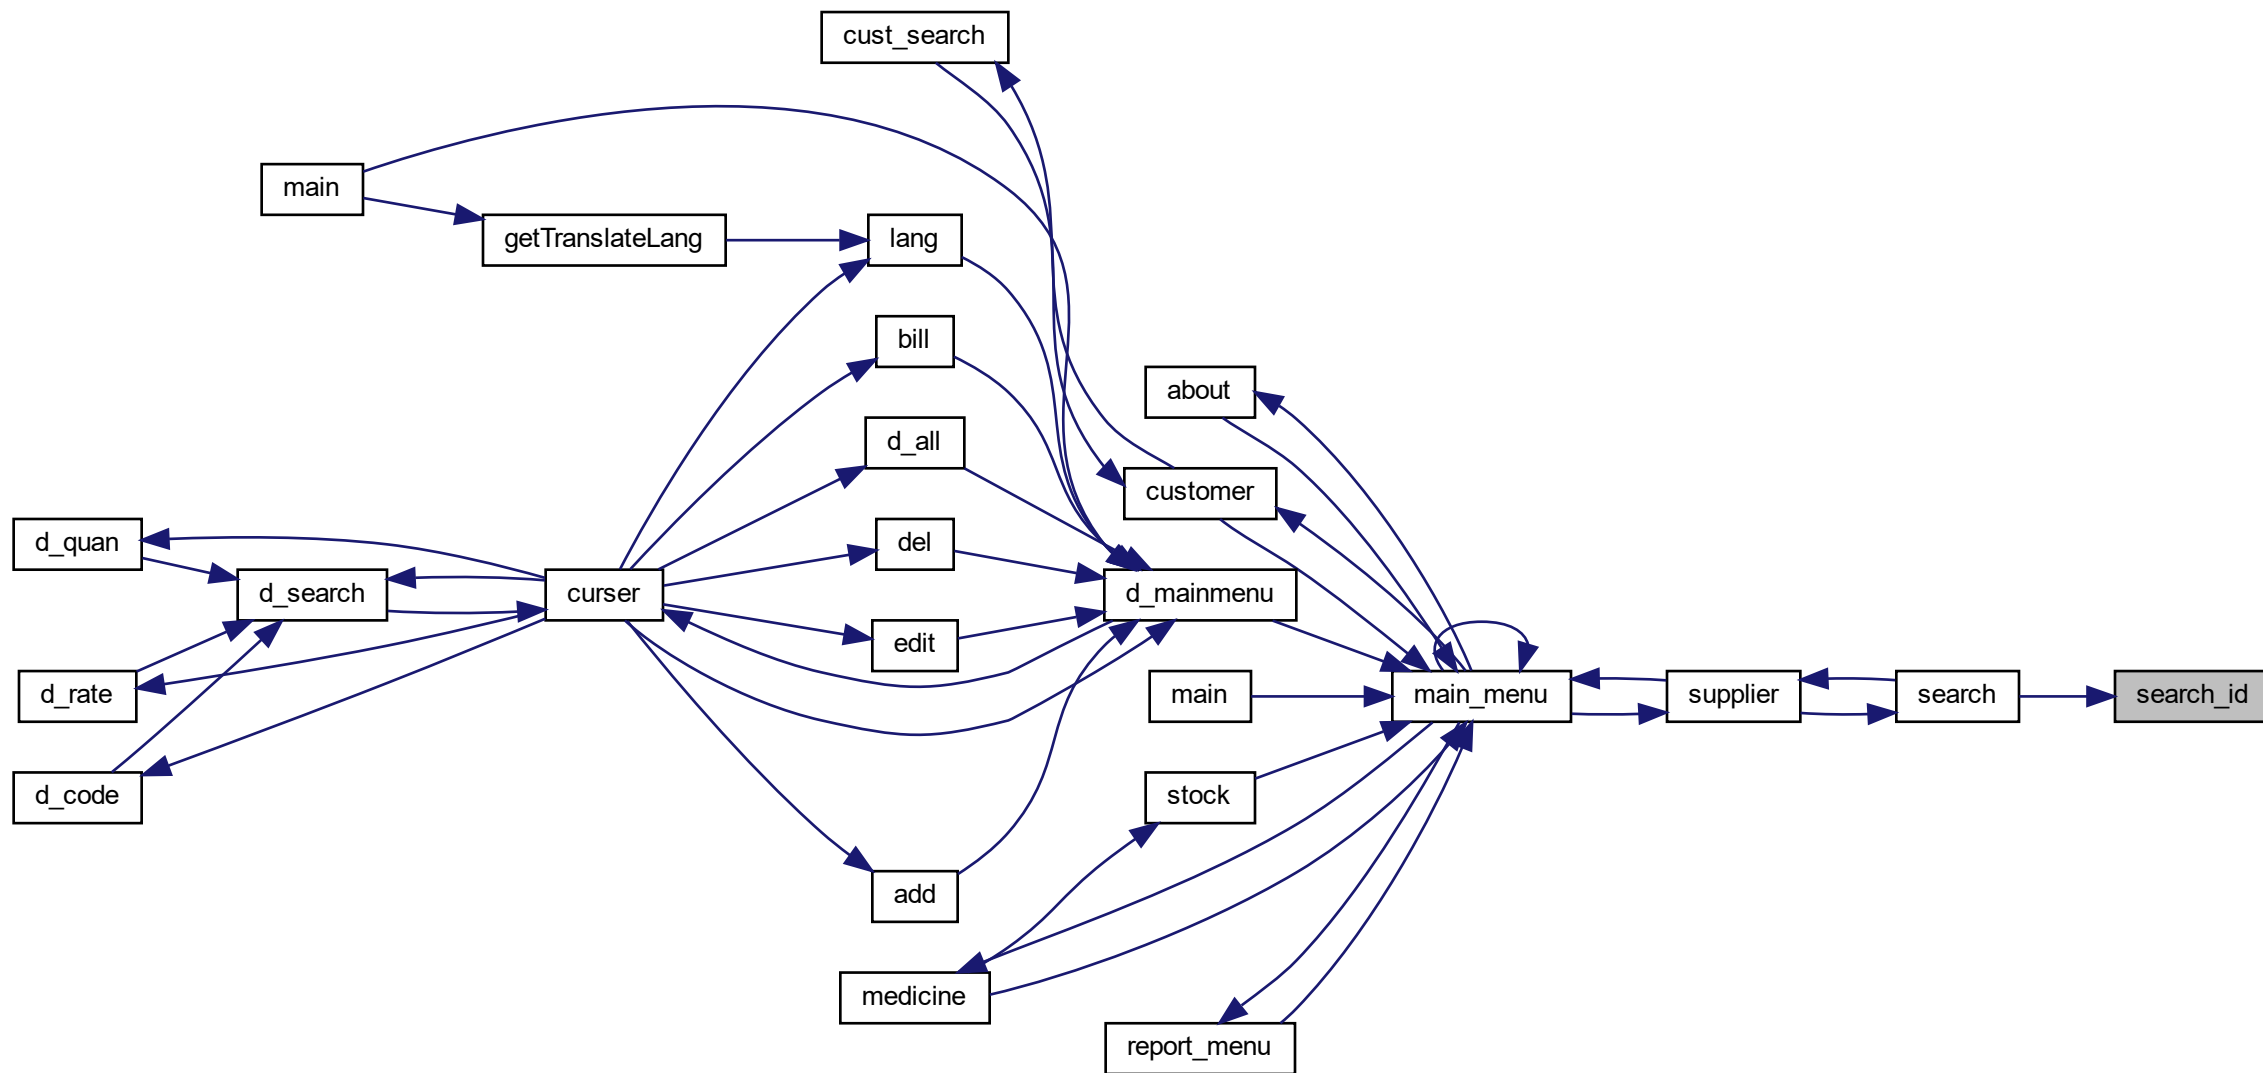 cust_search
main
getTranslateLang
lang
bill
about
d_all
customer
d_quan
del
d_search
curser
d_mainmenu
edit
d_rate
main
main_menu
supplier
search
search_id
d_code
stock
add
medicine
report_menu